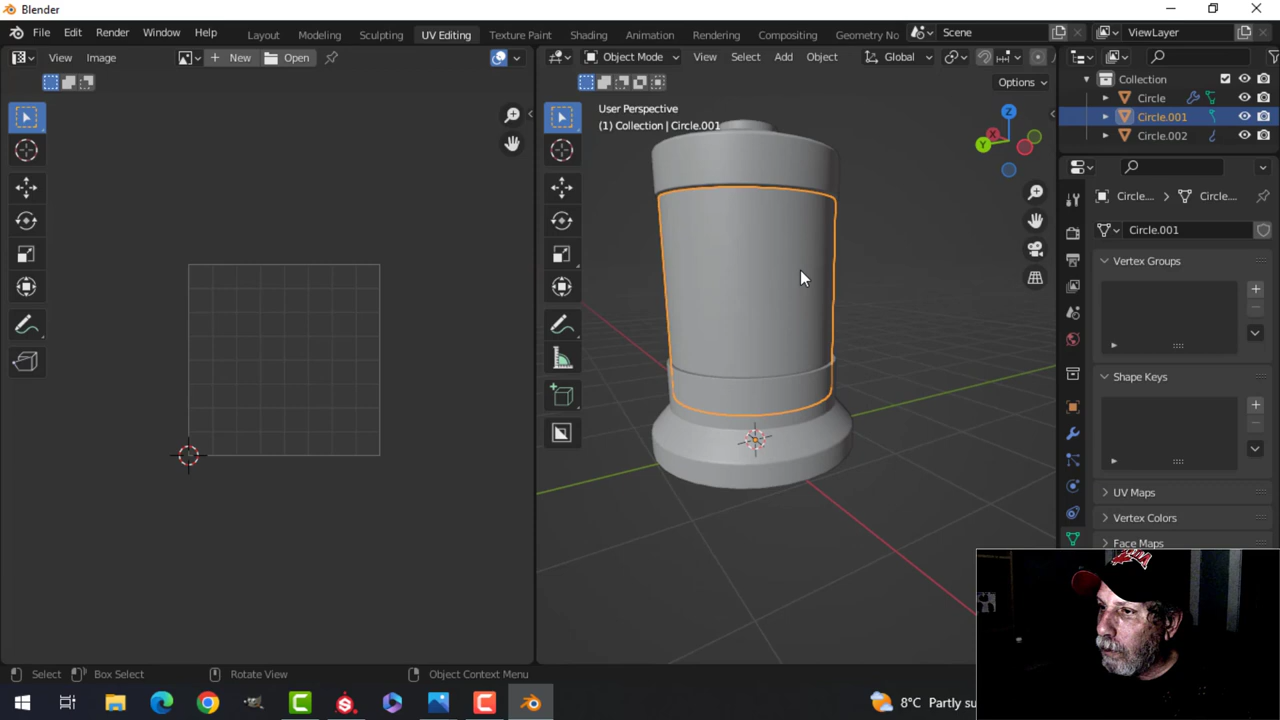 Blender
File Edit Render Window Help
Layout Modeling Sculpting UV Editing Texture Paint Shading Animation Rendering Compositing Geometry No
Scene
ViewLayer
View Image
New Open
Object Mode View Select Add Object Global
Options
User Perspective
(1) Collection | Circle.001
Z
X
Y
Collection
Circle
Circle.001
Circle.002
Circle.... > Circle....
Circle.001
Vertex Groups
Shape Keys
UV Maps
Vertex Colors
Face Maps
Select Box Select Rotate View Object Context Menu
8°C Partly su